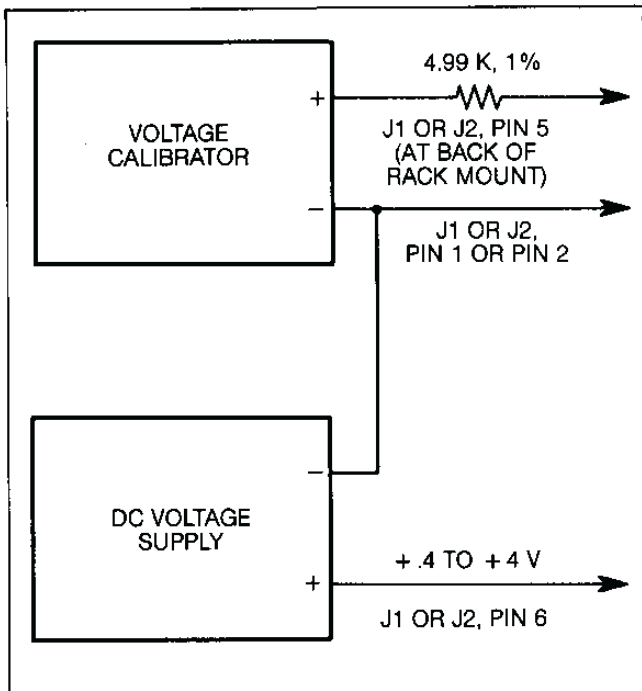 4.99 K, 1%
+
VOLTAGE
CALIBRATOR
J1 OR J2, PIN 5
(AT BACK OF
RACK MOUNT)
−
J1 OR J2,
PIN 1 OR PIN 2
−
DC VOLTAGE
SUPPLY
+ .4 TO + 4 V
+
J1 OR J2, PIN 6